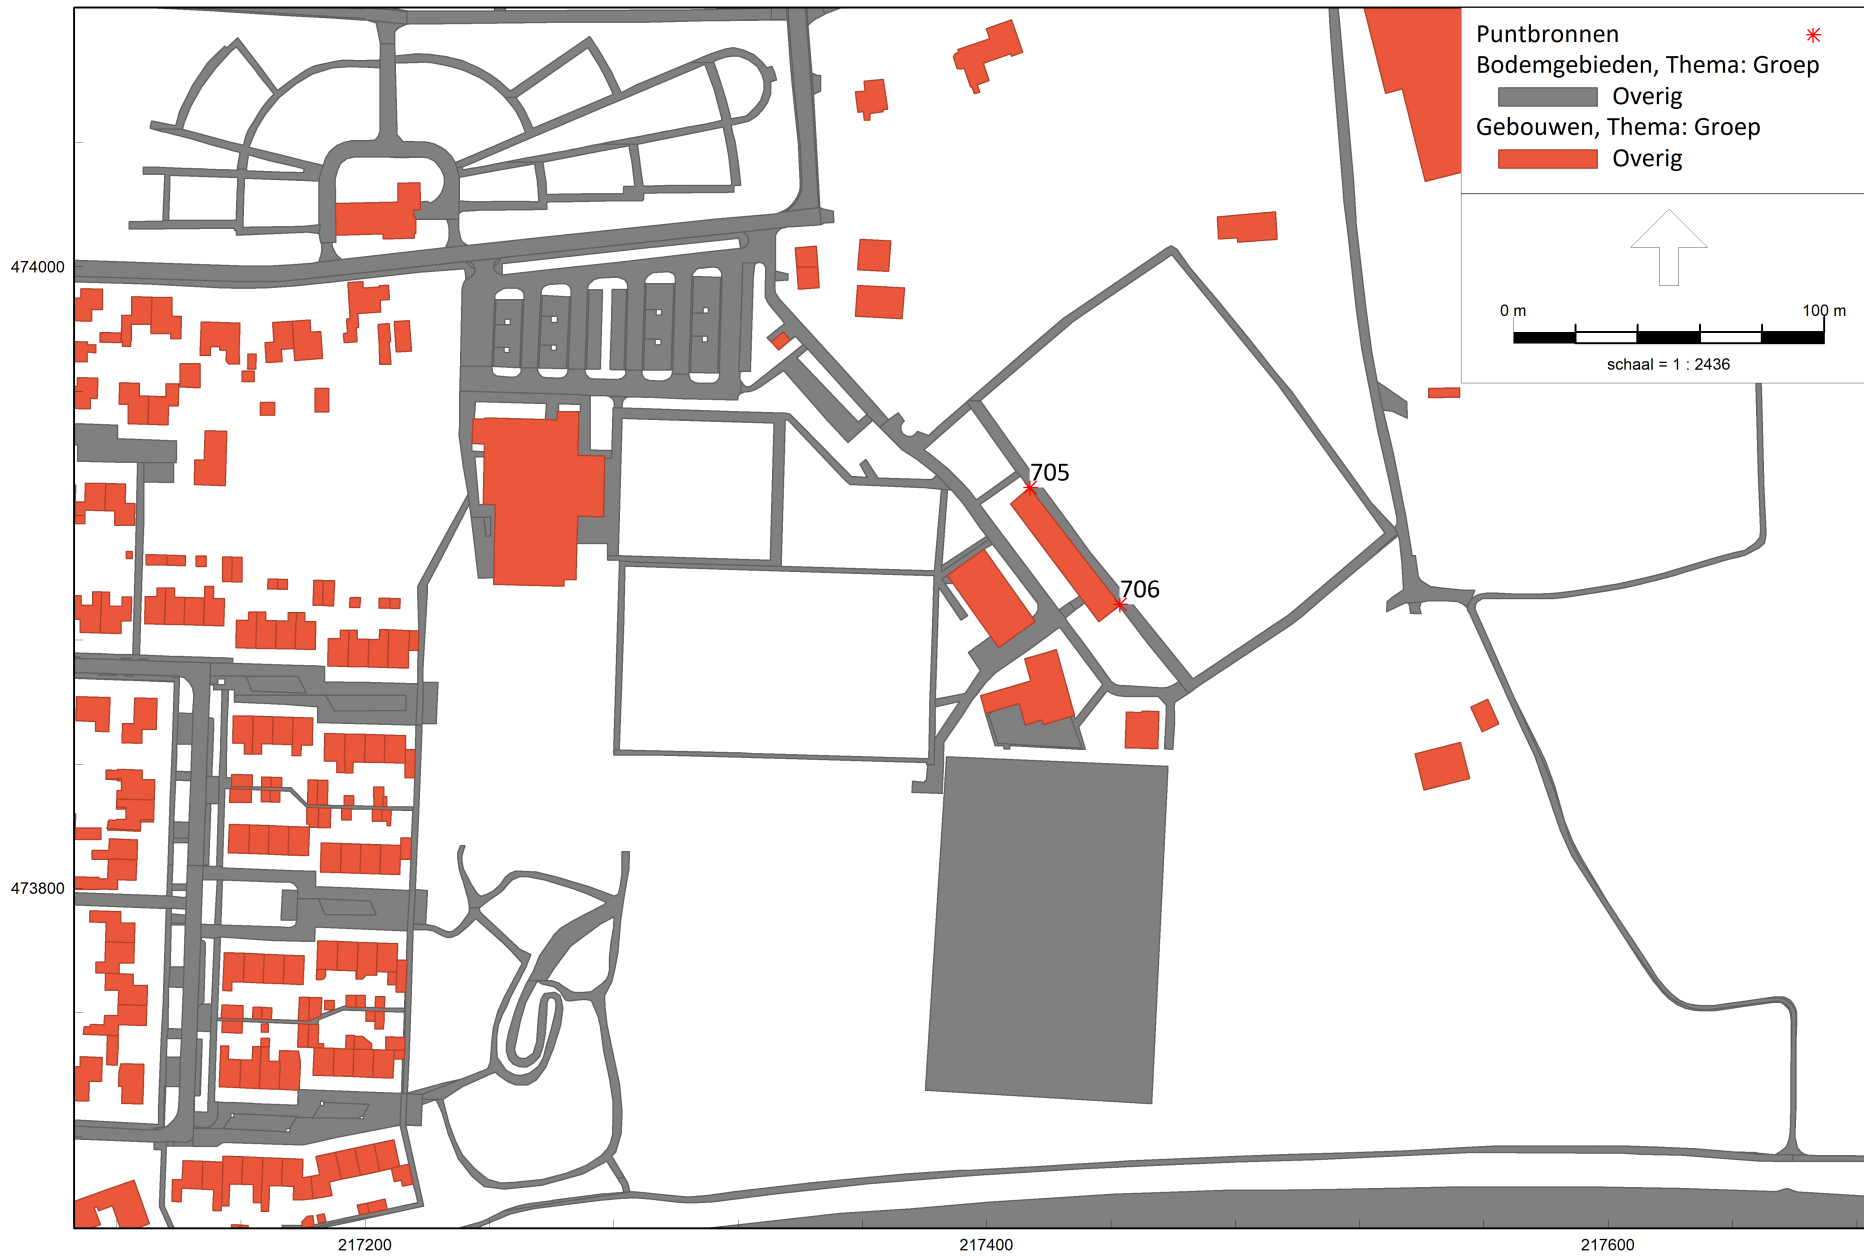 Puntbronnen
Bodemgebieden, Thema: Groep
Overig
Gebouwen, Thema: Groep
Overig
0 m 100 m
schaal = 1 : 2436
474000
705
706
473800
217200 217400 217600